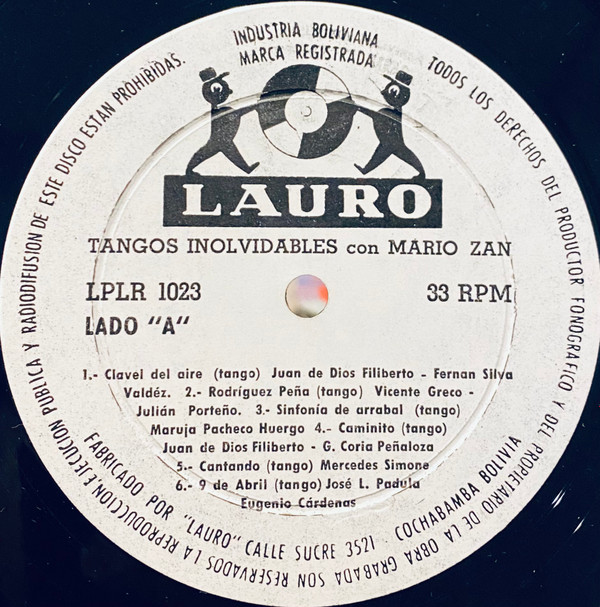 INDUSTRIA BOLIVIANA
MARCA REGISTRADA
LAURO
TANGOS INOLVIDABLES con MARIO ZAN
LPLR 1023
33 RPM
LADO "A"
1.- Clavel del aire (tango) Juan de Dios Filiberto - Fernan Silva
Valdéz. 2.- Rodríguez Peña (tango) Vicente Greco -
Julián Porteño. 3.- Sinfonía de arrabal (tango)
Maruja Pacheco Huergo 4.- Caminito (tango)
Juan de Dios Filiberto - G. Coria Peñaloza
5.- Cantando (tango) Mercedes Simone
6.- 9 de Abril (tango) José L. Padula
Eugenio Cárdenas
FABRICADO POR "LAURO" CALLE SUCRE 3521 - COCHABAMBA BOLIVIA
TODOS LOS DERECHOS DEL PRODUCTOR FONOGRAFICO Y DEL PROPIETARIO DE LA OBRA GRABADA SON RESERVADOS LA REPRODUCCION, EJECUCION PUBLICA Y RADIODIFUSION DE ESTE DISCO ESTAN PROHIBIDAS.